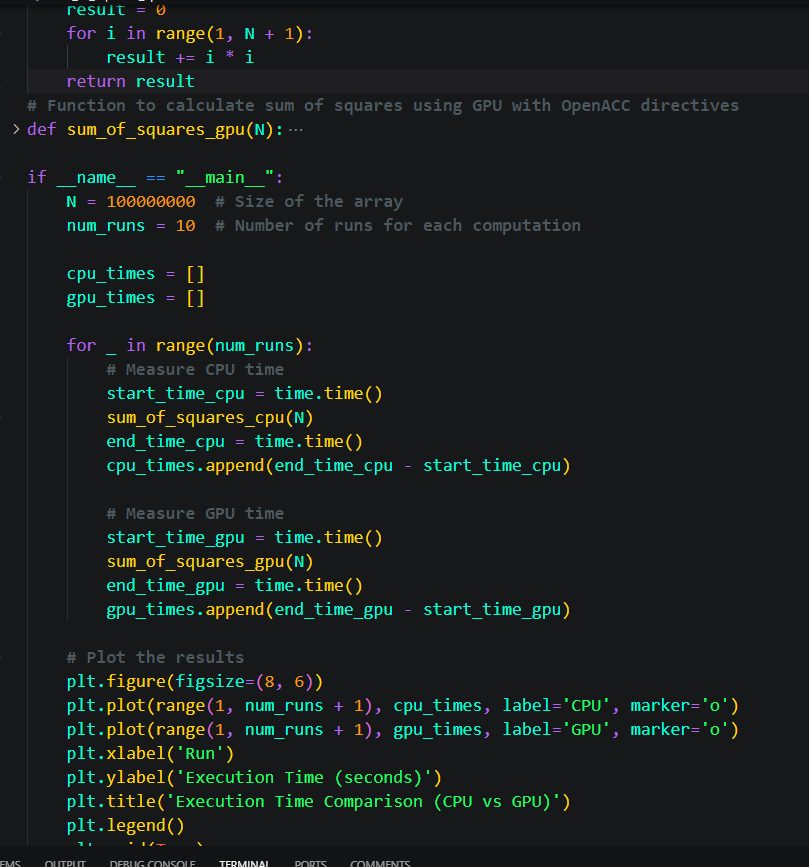 result = 0
for i in range(1, N + 1):
result += i * i
return result
# Function to calculate sum of squares using GPU with OpenACC directives
def sum_of_squares_gpu(N): ...
if __name__ == "__main__":
N = 100000000  # Size of the array
num_runs = 10  # Number of runs for each computation
cpu_times = []
gpu_times = []
for _ in range(num_runs):
# Measure CPU time
start_time_cpu = time.time()
sum_of_squares_cpu(N)
end_time_cpu = time.time()
cpu_times.append(end_time_cpu - start_time_cpu)
# Measure GPU time
start_time_gpu = time.time()
sum_of_squares_gpu(N)
end_time_gpu = time.time()
gpu_times.append(end_time_gpu - start_time_gpu)
# Plot the results
plt.figure(figsize=(8, 6))
plt.plot(range(1, num_runs + 1), cpu_times, label='CPU', marker='o')
plt.plot(range(1, num_runs + 1), gpu_times, label='GPU', marker='o')
plt.xlabel('Run')
plt.ylabel('Execution Time (seconds)')
plt.title('Execution Time Comparison (CPU vs GPU)')
plt.legend()
OUTPUT DEBUG CONSOLE TERMINAL PORTS COMMENTS